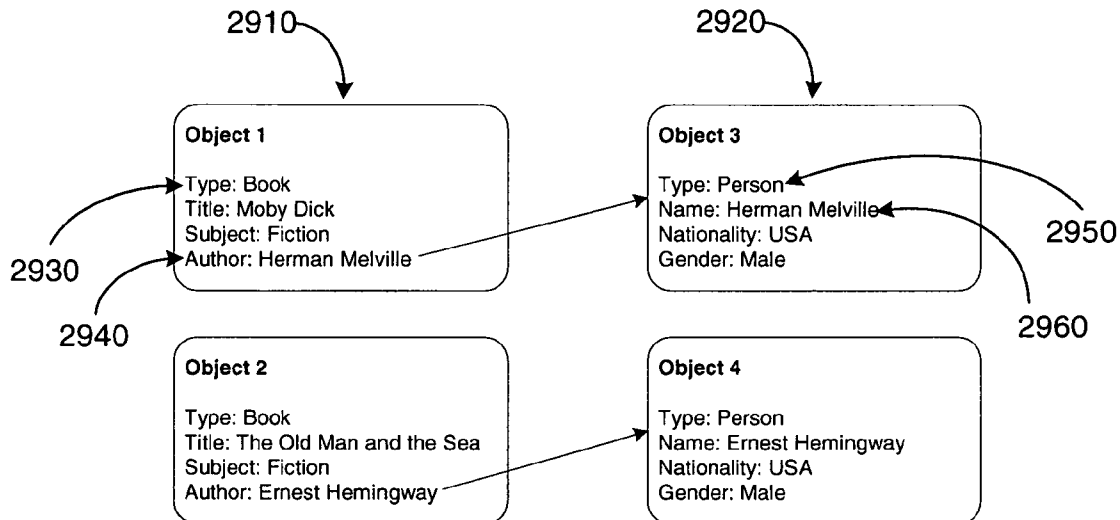 2910
2920
Object 1
Type: Book
Title: Moby Dick
Subject: Fiction
Author: Herman Melville
Object 3
Type: Person
Name: Herman Melville
Nationality: USA
Gender: Male
2930
2940
2950
2960
Object 2
Type: Book
Title: The Old Man and the Sea
Subject: Fiction
Author: Ernest Hemingway
Object 4
Type: Person
Name: Ernest Hemingway
Nationality: USA
Gender: Male